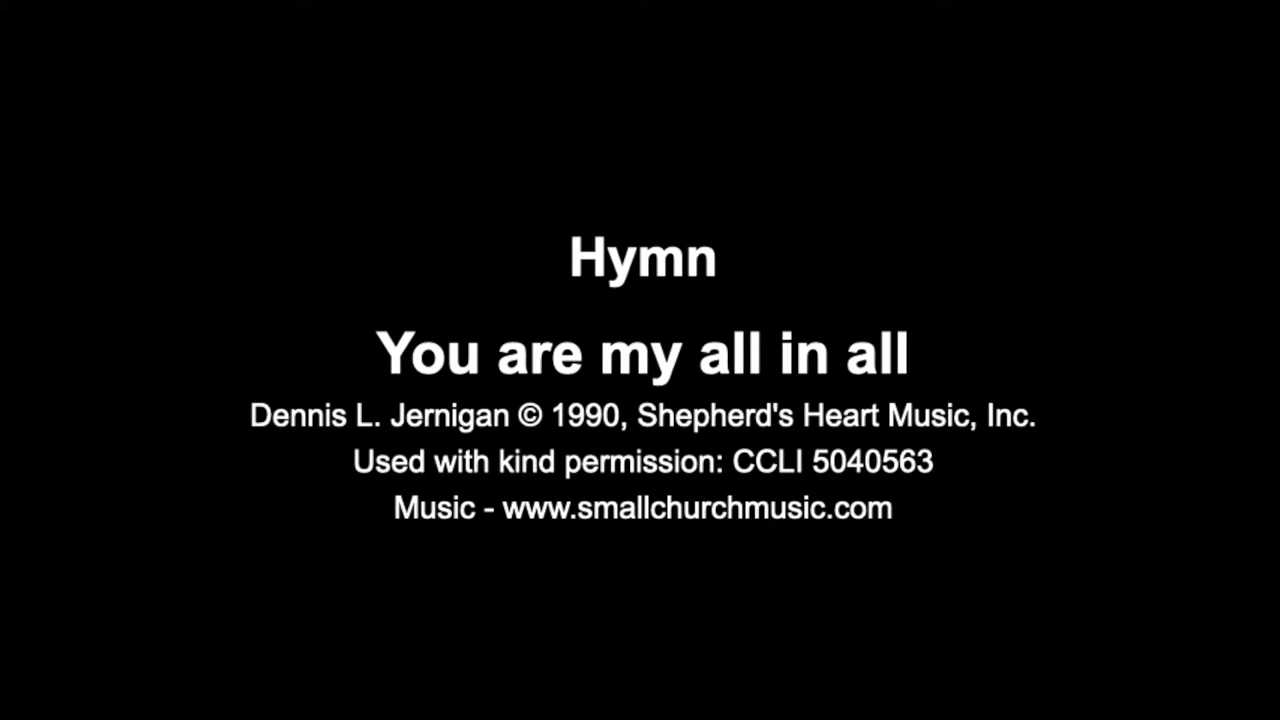 Hymn
You are my all in all
Dennis L. Jernigan © 1990, Shepherd's Heart Music, Inc.
Used with kind permission: CCLI 5040563
Music - www.smallchurchmusic.com